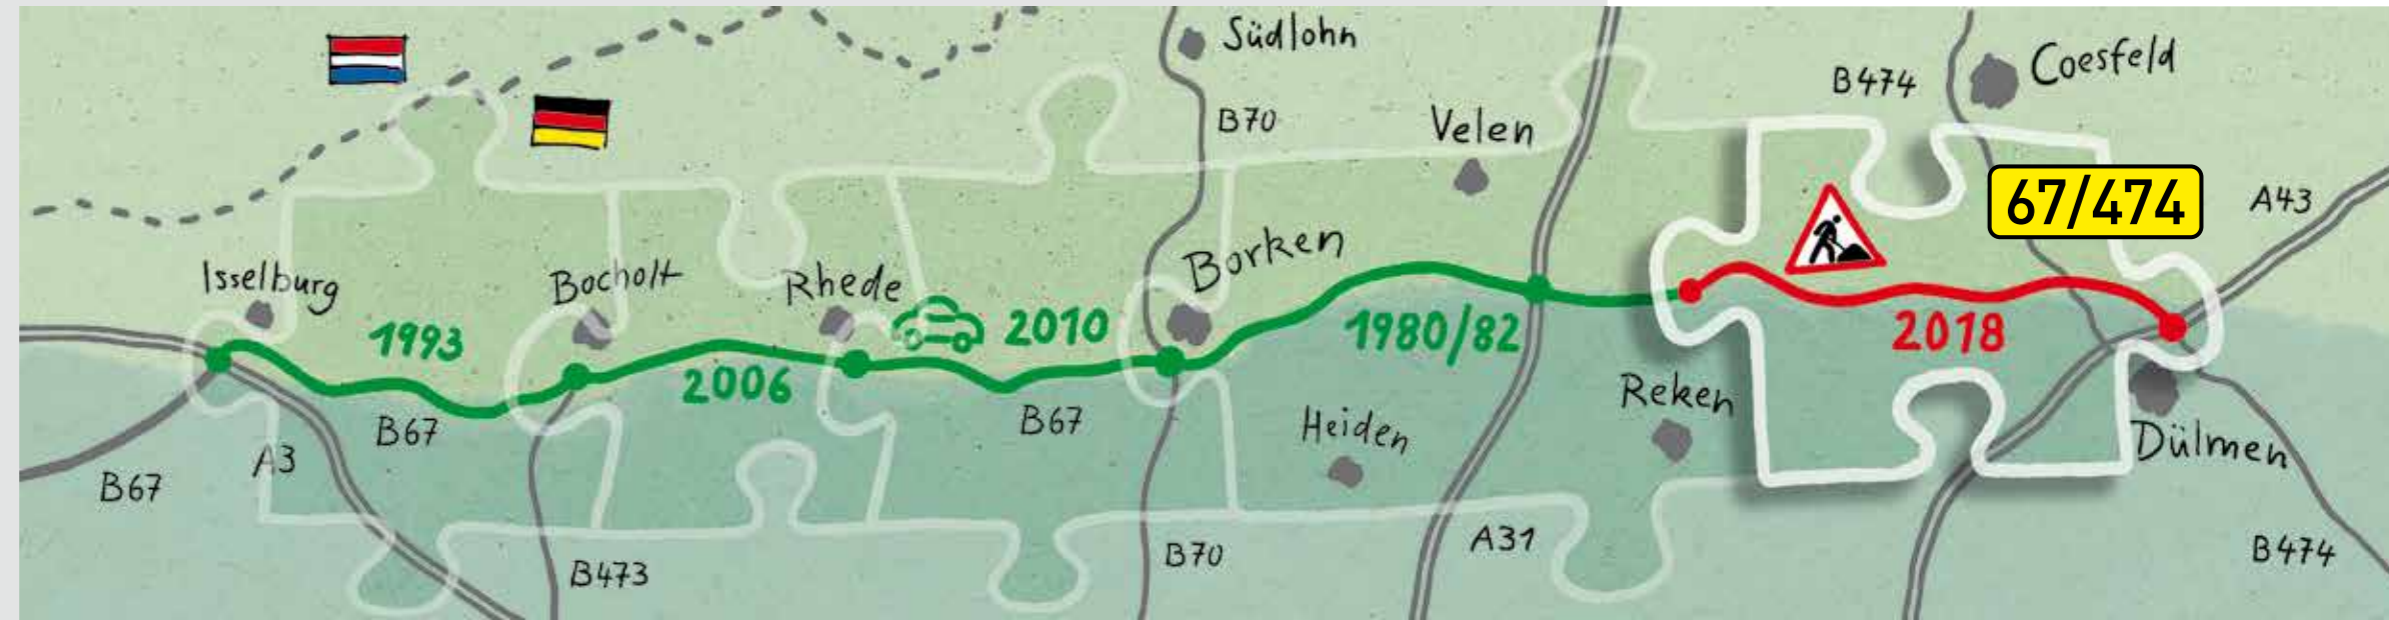 Südlohn
Coesfeld
B474
B70
Velen
67/474
A43
Borken
Isselburg
Bocholt
Rhede
1993
2010
1980/82
2018
2006
Reken
B67
B67
Heiden
Dülmen
A3
B67
A31
B70
B474
B473